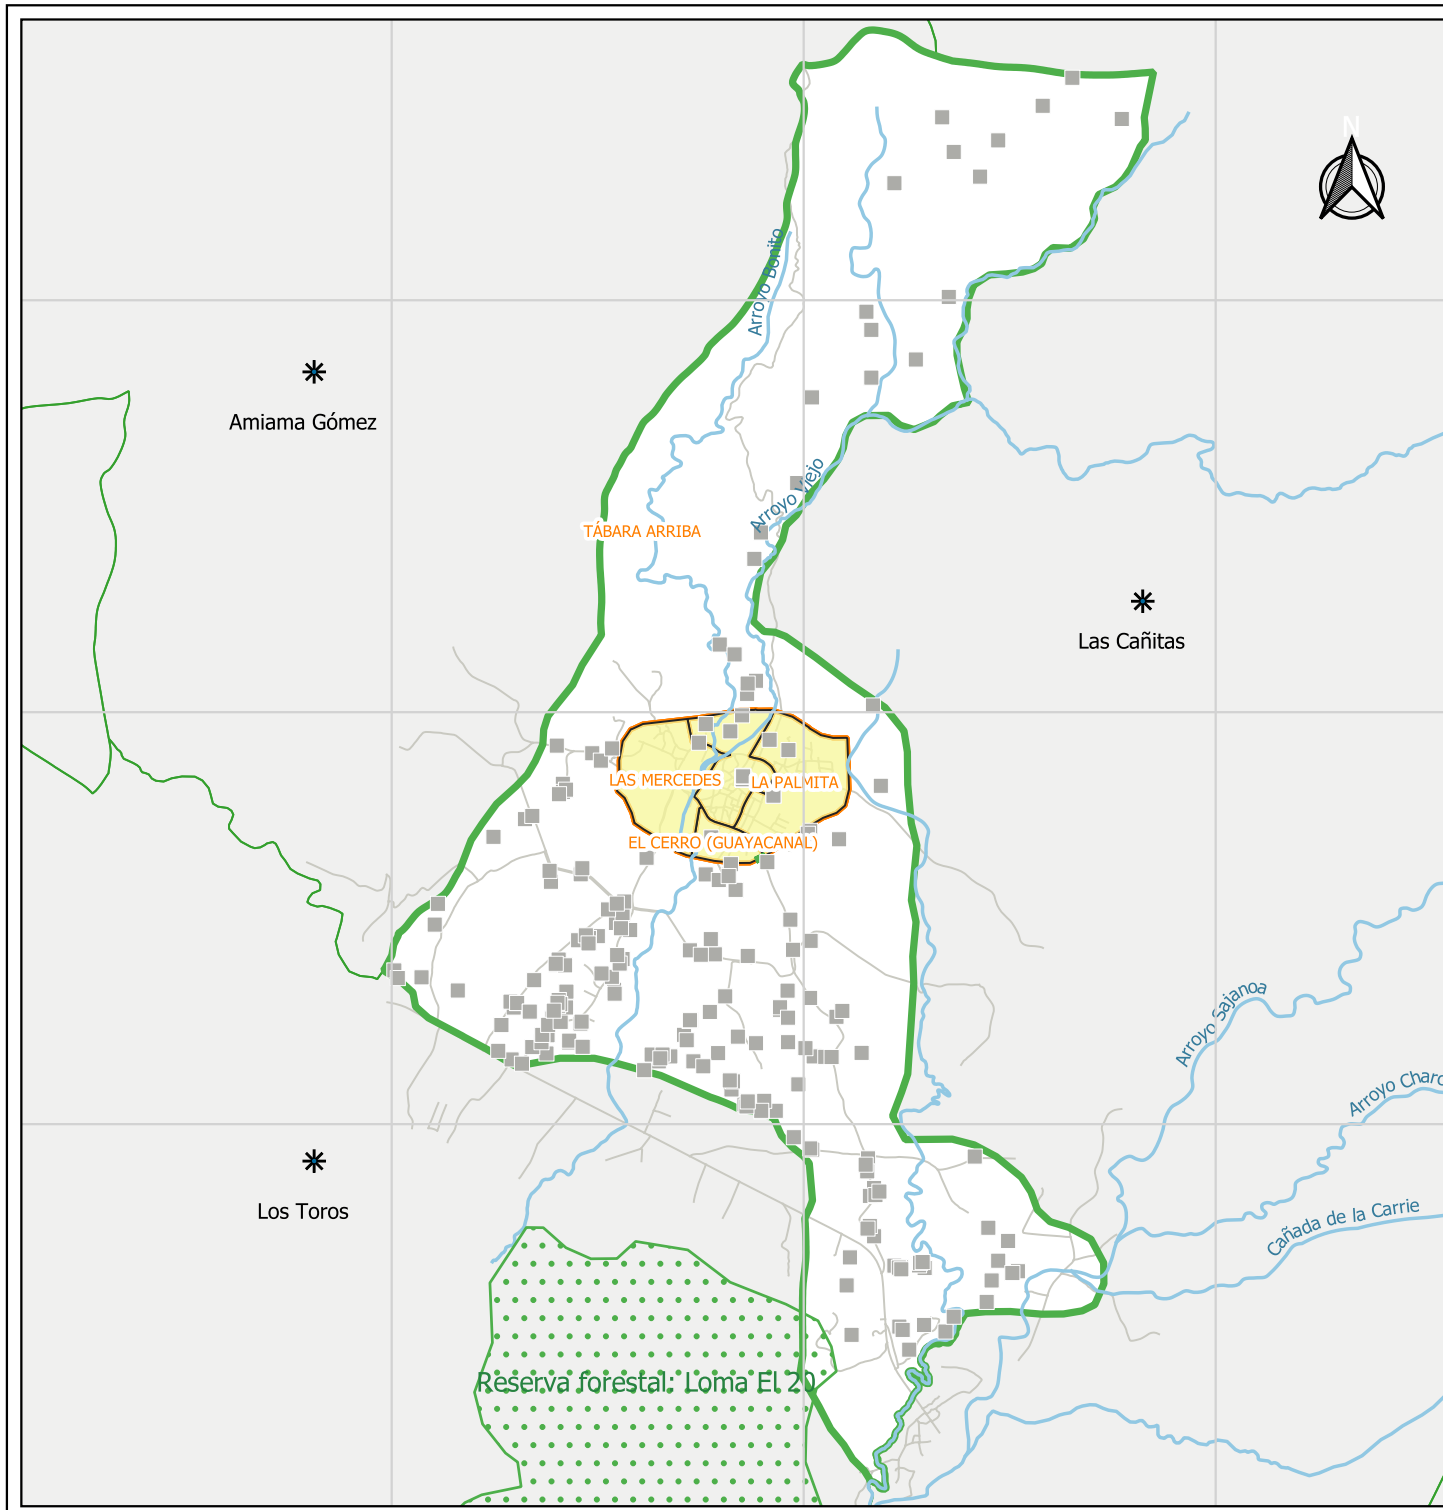 N
Arroyo Bonito
Amiama Gómez
Arroyo Viejo
TÁBARA ARRIBA
Las Cañitas
LAS MERCEDES
LA PALMITA
EL CERRO (GUAYACANAL)
Arroyo Sajanoa
Arroyo Charc
Los Toros
Cañada de la Carrie
Reserva forestal: Loma El 20